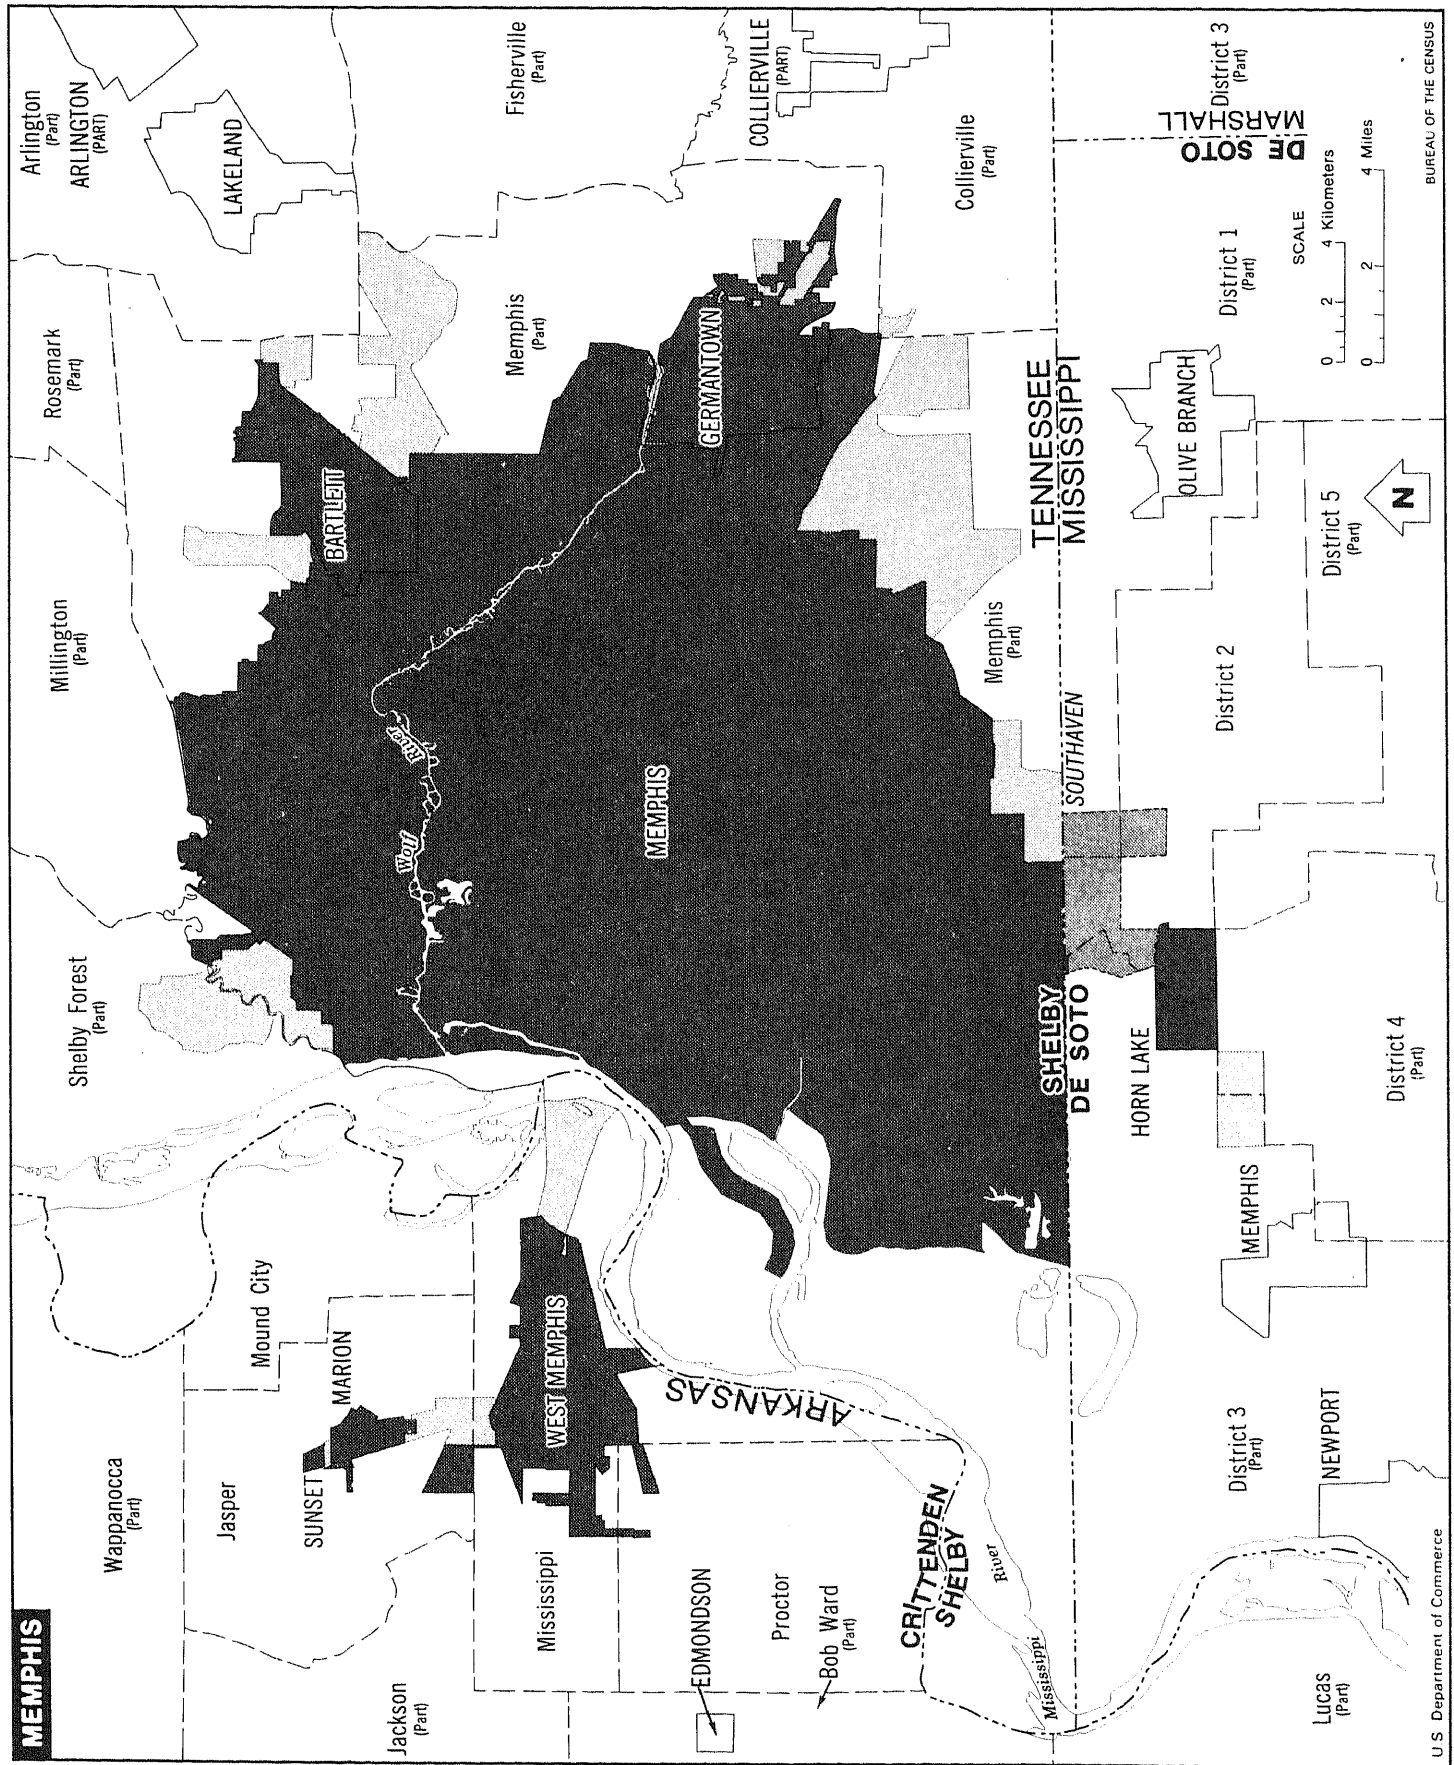 MEMPHIS
Wappanocca
(Part)
Millington
(Part)
Rosemark
(Part)
Arlington
(Part)
ARLINGTON
(PART)
Shelby Forest
(Part)
Jasper
Mound City
LAKELAND
SUNSET
MARION
BARTLETT
Jackson
(Part)
Wolf
River
Memphis
(Part)
Fisherville
(Part)
Mississippi
WEST MEMPHIS
MEMPHIS
GERMANTOWN
EDMONDSON
ARKANSAS
COLLIERVILLE
(PART)
Proctor
Bob Ward
(Part)
CRITTENDEN
SHELBY
Collierville
(Part)
Memphis
(Part)
River
Mississippi
SHELBY
DE SOTO
SOUTHAVEN
TENNESSEE
MISSISSIPPI
HORN LAKE
OLIVE BRANCH
DE SOTO
MARSHALL
District 3
(Part)
District 1
(Part)
District 2
MEMPHIS
District 3
(Part)
NEWPORT
Lucas
(Part)
District 4
(Part)
District 5
(Part)
N
SCALE
0 2 4 Kilometers
0 2 4 Miles
U S Department of Commerce
BUREAU OF THE CENSUS